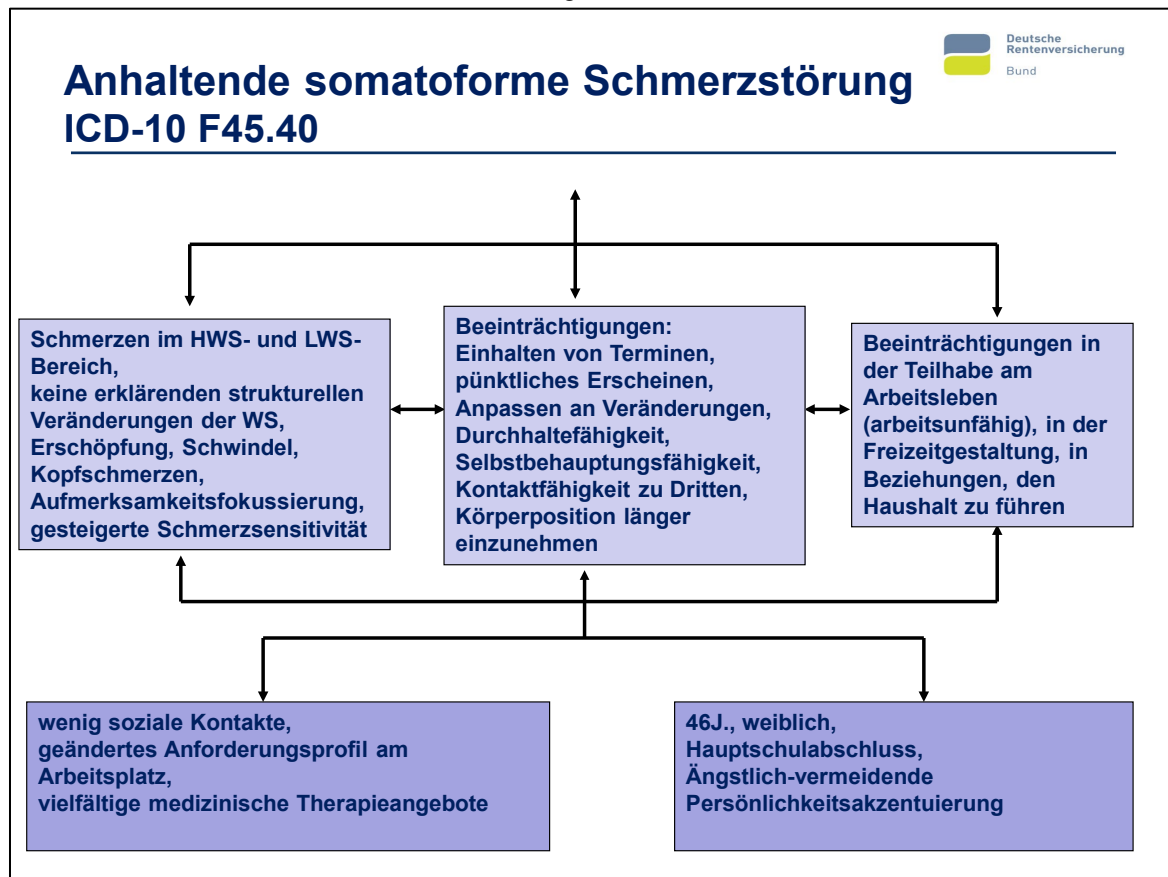 Deutsche
Rentenversicherung
Bund
Anhaltende somatoforme Schmerzstörung
ICD-10 F45.40
Schmerzen im HWS- und LWS-
Bereich,
keine erklärenden strukturellen
Veränderungen der WS,
Erschöpfung, Schwindel,
Kopfschmerzen,
Aufmerksamkeitsfokussierung,
gesteigerte Schmerzsensitivität
Beeinträchtigungen:
Einhalten von Terminen,
pünktliches Erscheinen,
Anpassen an Veränderungen,
Durchhaltefähigkeit,
Selbstbehauptungsfähigkeit,
Kontaktfähigkeit zu Dritten,
Körperposition länger
einzunehmen
Beeinträchtigungen in
der Teilhabe am
Arbeitsleben
(arbeitsunfähig), in der
Freizeitgestaltung, in
Beziehungen, den
Haushalt zu führen
wenig soziale Kontakte,
geändertes Anforderungsprofil am
Arbeitsplatz,
vielfältige medizinische Therapieangebote
46J., weiblich,
Hauptschulabschluss,
Ängstlich-vermeidende
Persönlichkeitsakzentuierung